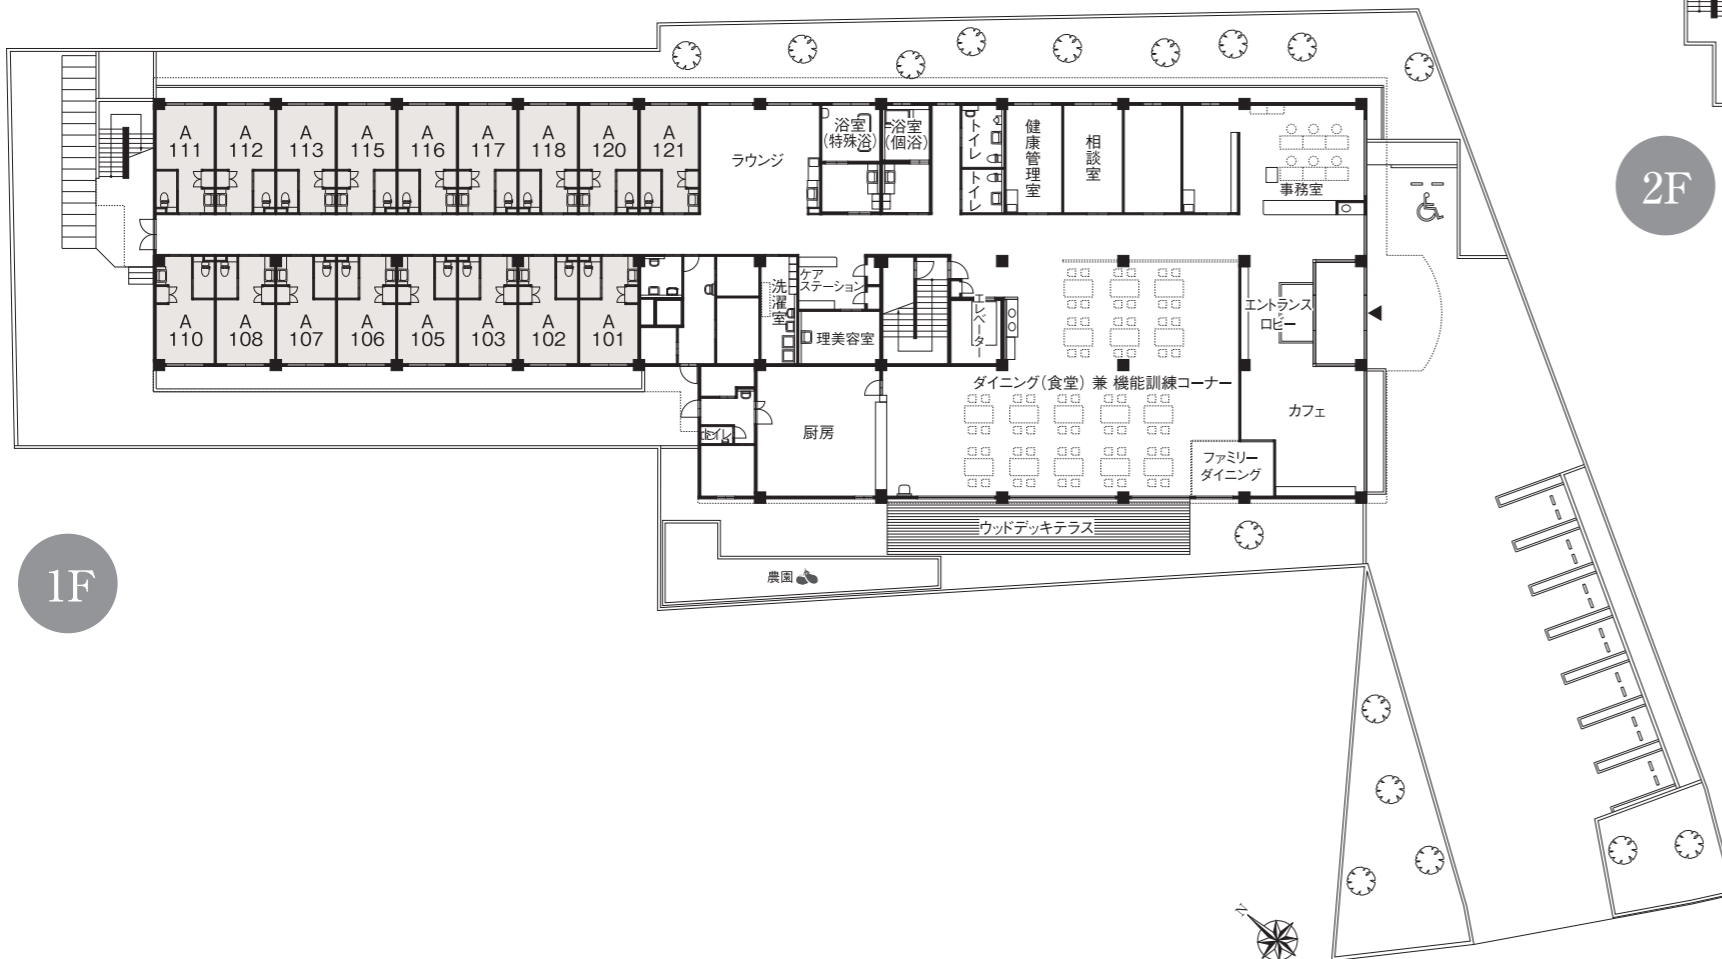 A
111
A
112
A
113
A
115
A
116
A
117
A
118
A
120
A
121
ラウンジ
浴室
(特殊浴)
浴室
(個浴)
トイレ
トイレ
健康管理室
相談室
事務室
2F
A
110
A
108
A
107
A
106
A
105
A
103
A
102
A
101
洗濯室
ケア
ステーション
理美容室
エレベーター
エントランス
ロビー
ダイニング(食堂) 兼 機能訓練コーナー
カフェ
トイレ
厨房
ファミリー
ダイニング
ウッドデッキテラス
農園
1F
N